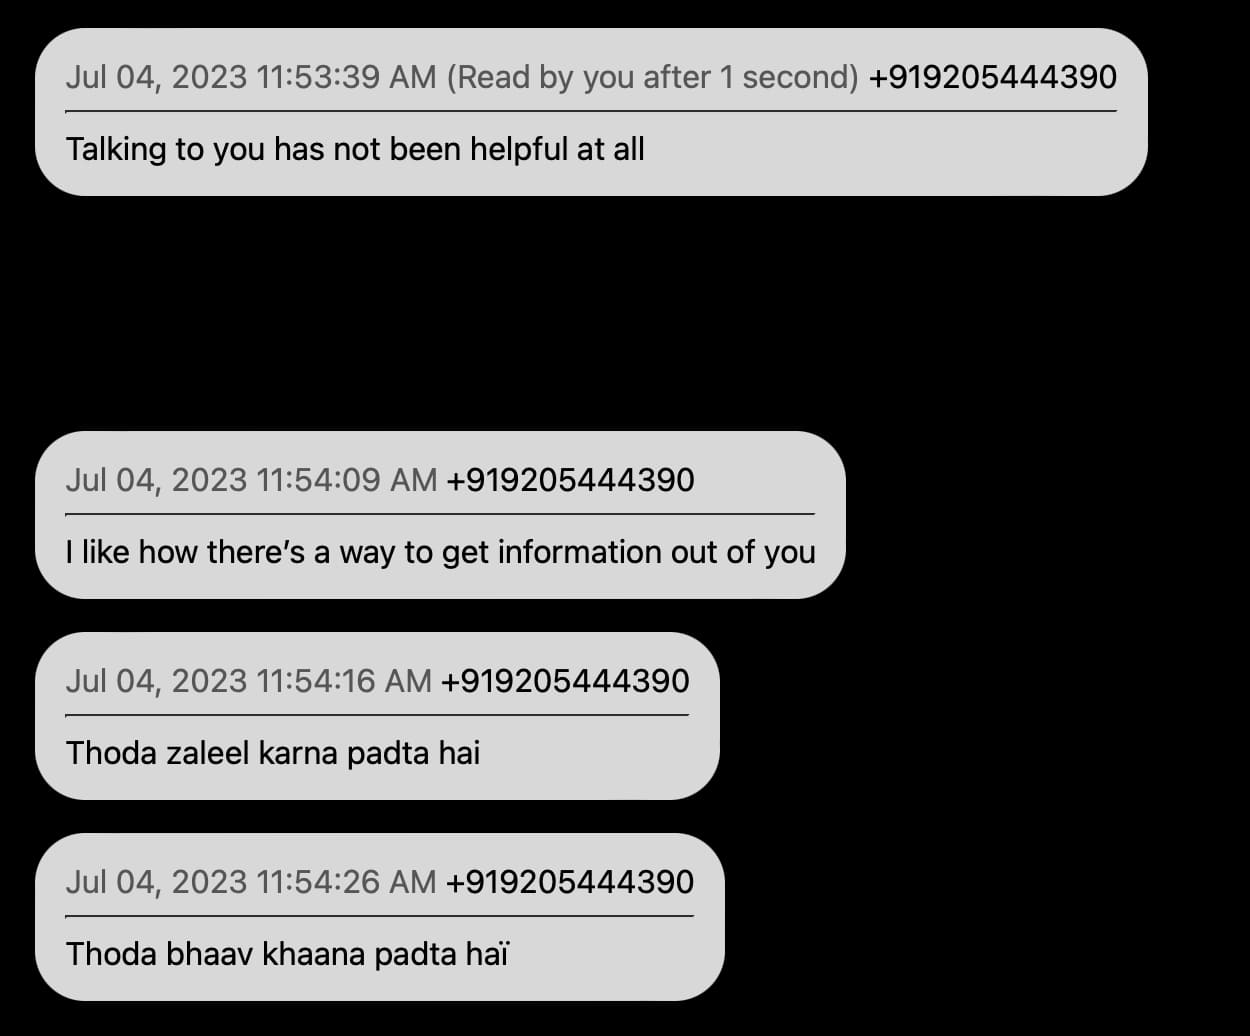 Jul 04, 2023 11:53:39 AM (Read by you after 1 second) +919205444390
Talking to you has not been helpful at all
Jul 04, 2023 11:54:09 AM +919205444390
I like how there’s a way to get information out of you
Jul 04, 2023 11:54:16 AM +919205444390
Thoda zaleel karna padta hai
Jul 04, 2023 11:54:26 AM +919205444390
Thoda bhaav khaana padta haï